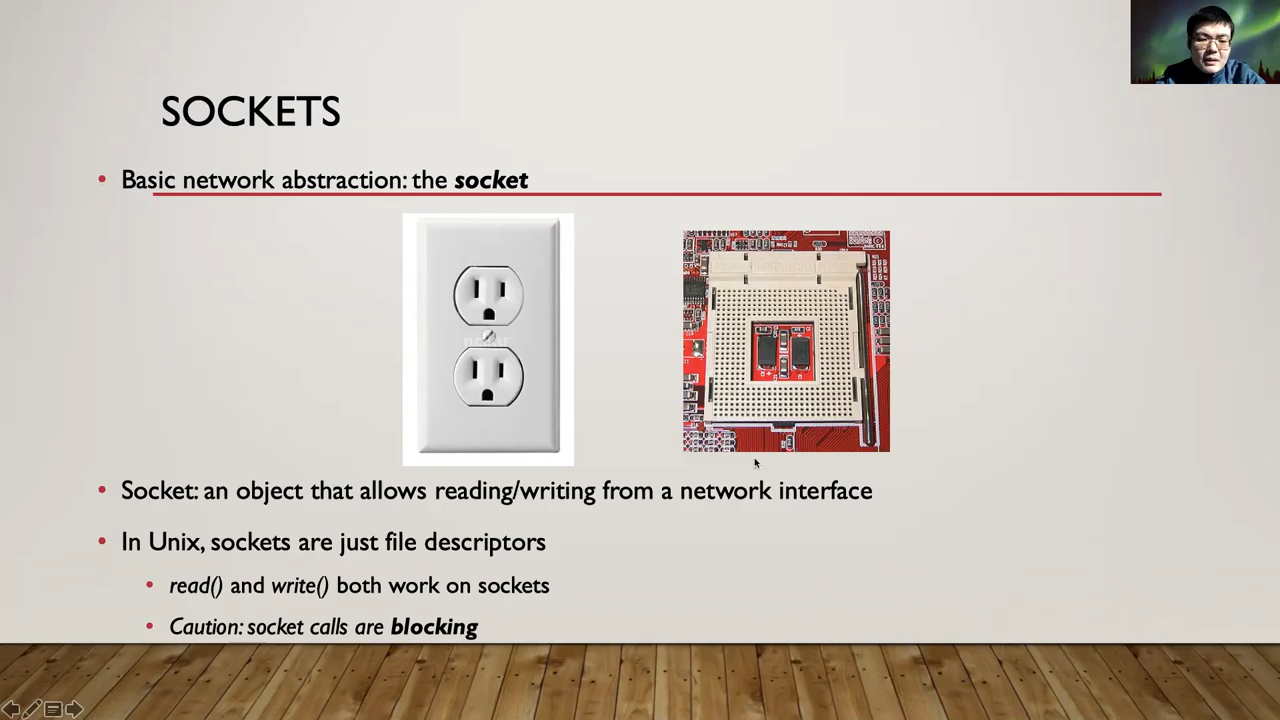 SOCKETS
• Basic network abstraction: the socket
• Socket: an object that allows reading/writing from a network interface
• In Unix, sockets are just file descriptors
• read() and write() both work on sockets
• Caution: socket calls are blocking